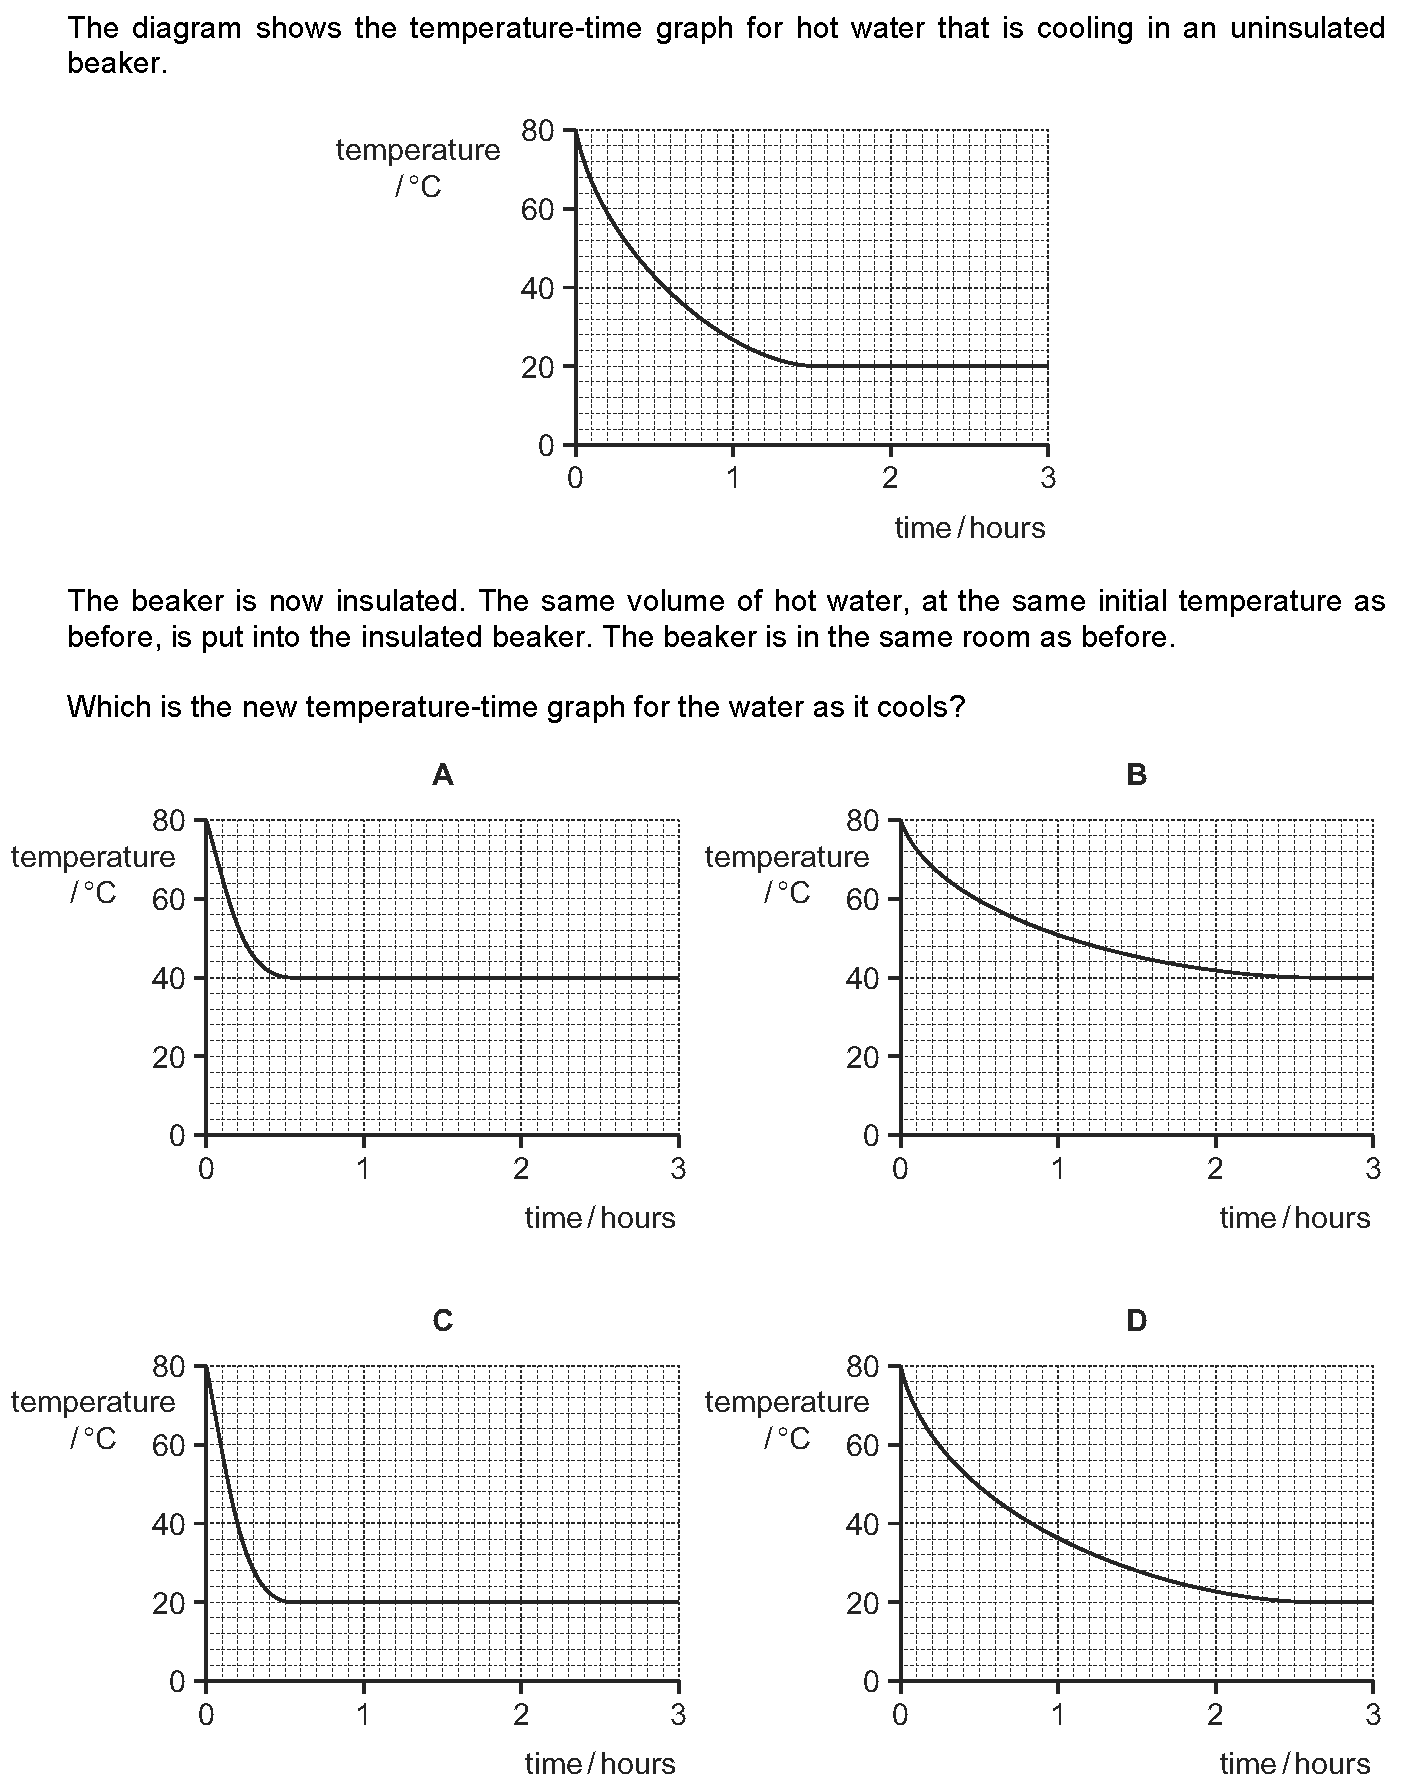 The diagram shows the temperature-time graph for hot water that is cooling in an uninsulated
beaker.
temperature
/ °C
80
60
40
20
0
0 1 2 3
time / hours
The beaker is now insulated. The same volume of hot water, at the same initial temperature as
before, is put into the insulated beaker. The beaker is in the same room as before.
Which is the new temperature-time graph for the water as it cools?
A
temperature
/ °C
80
60
40
20
0
0 1 2 3
time / hours
B
temperature
/ °C
80
60
40
20
0
0 1 2 3
time / hours
C
temperature
/ °C
80
60
40
20
0
0 1 2 3
time / hours
D
temperature
/ °C
80
60
40
20
0
0 1 2 3
time / hours